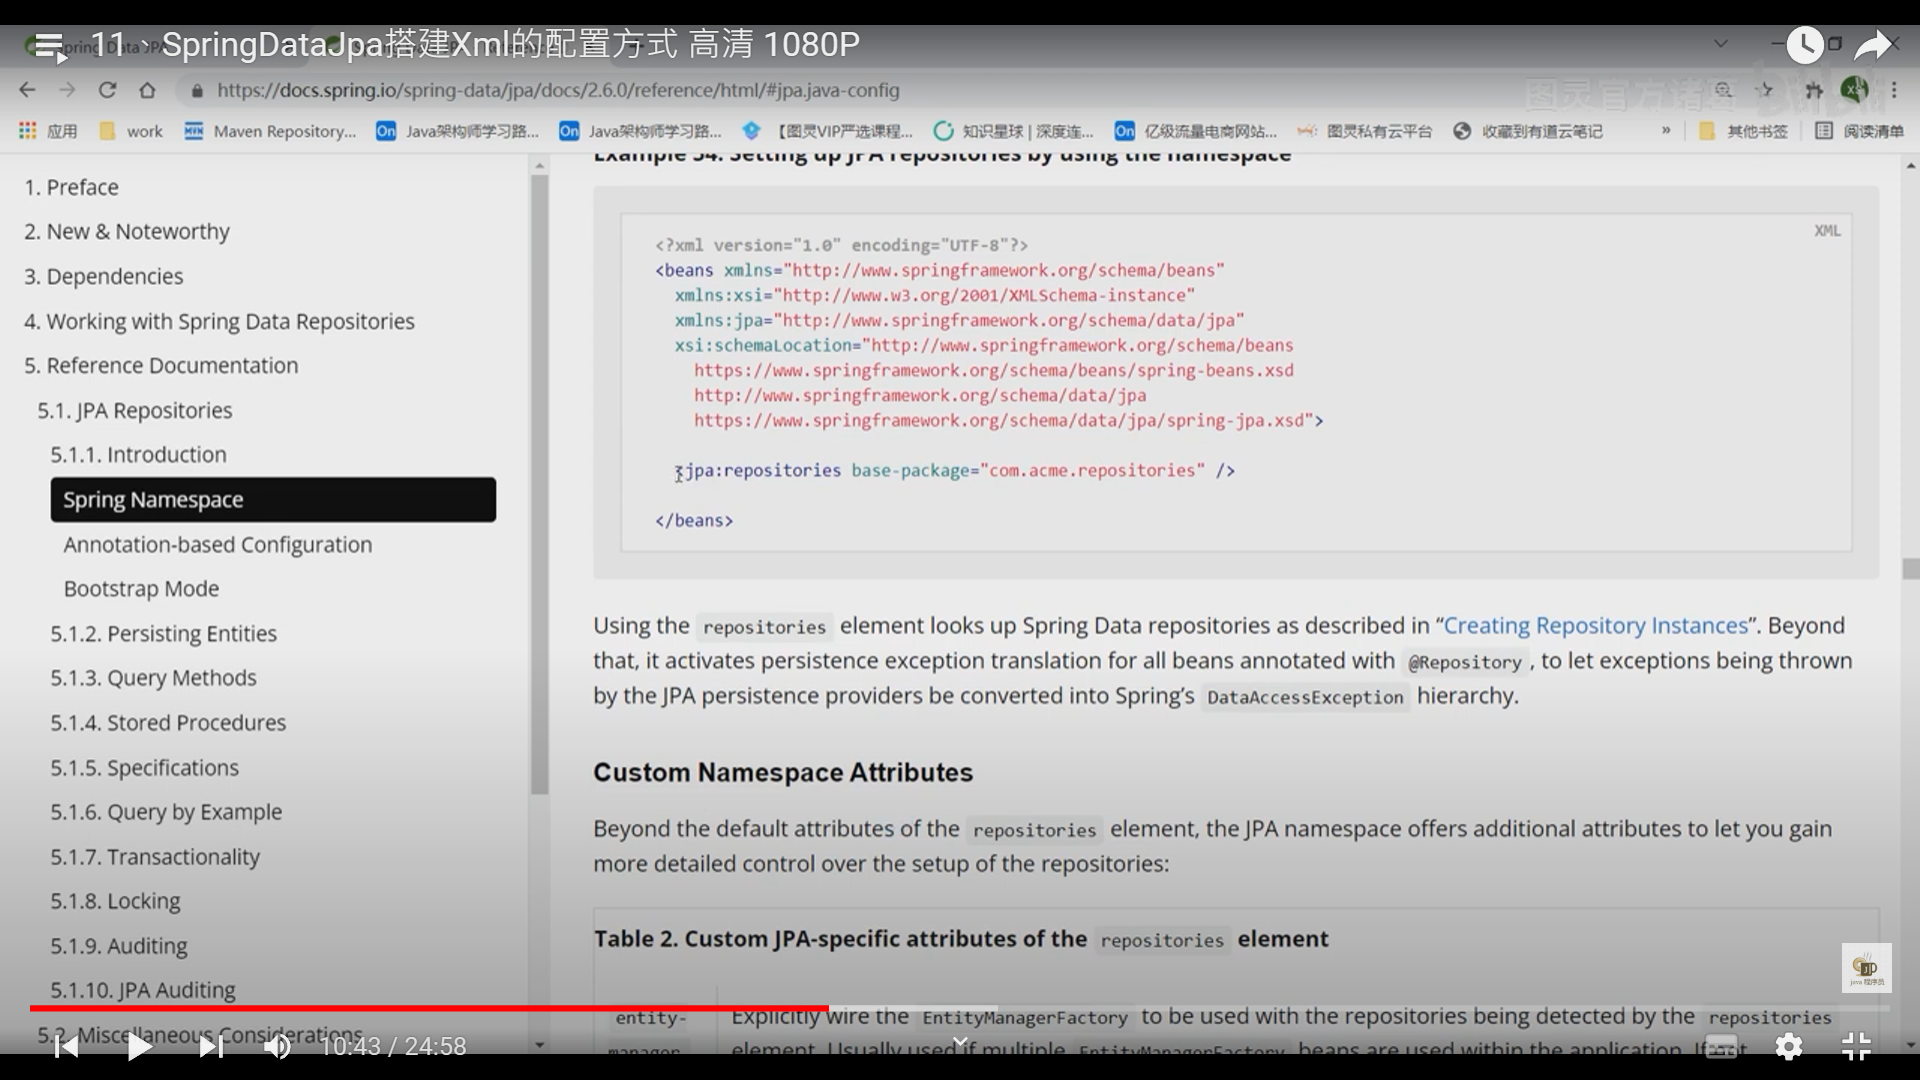 11、SpringDataJpa搭建Xml的配置方式 高清 1080P
https://docs.spring.io/spring-data/jpa/docs/2.6.0/reference/html/#jpa.java-config
图灵官方诸葛
应用 work Maven Repository... Java架构师学习路... Java架构师学习路... 【图灵VIP严选课程... 知识星球 | 深度连... 亿级流量电商网站... 图灵私有云平台 收藏到有道云笔记 » 其他书签 阅读清单
1. Preface
2. New & Noteworthy
3. Dependencies
4. Working with Spring Data Repositories
5. Reference Documentation
5.1. JPA Repositories
5.1.1. Introduction
Spring Namespace
Annotation-based Configuration
Bootstrap Mode
5.1.2. Persisting Entities
5.1.3. Query Methods
5.1.4. Stored Procedures
5.1.5. Specifications
5.1.6. Query by Example
5.1.7. Transactionality
5.1.8. Locking
5.1.9. Auditing
5.1.10. JPA Auditing
5.2. Miscellaneous Considerations
Example 54. Setting up JPA repositories by using the namespace
XML
<?xml version="1.0" encoding="UTF-8"?>
<beans xmlns="http://www.springframework.org/schema/beans"
xmlns:xsi="http://www.w3.org/2001/XMLSchema-instance"
xmlns:jpa="http://www.springframework.org/schema/data/jpa"
xsi:schemaLocation="http://www.springframework.org/schema/beans
https://www.springframework.org/schema/beans/spring-beans.xsd
http://www.springframework.org/schema/data/jpa
https://www.springframework.org/schema/data/jpa/spring-jpa.xsd">
<jpa:repositories base-package="com.acme.repositories" />
</beans>
Using the repositories element looks up Spring Data repositories as described in “Creating Repository Instances”. Beyond
that, it activates persistence exception translation for all beans annotated with @Repository , to let exceptions being thrown
by the JPA persistence providers be converted into Spring’s DataAccessException hierarchy.
Custom Namespace Attributes
Beyond the default attributes of the repositories element, the JPA namespace offers additional attributes to let you gain
more detailed control over the setup of the repositories:
Table 2. Custom JPA-specific attributes of the repositories element
entity- Explicitly wire the EntityManagerFactory to be used with the repositories being detected by the repositories
manager- element. Usually used if multiple EntityManagerFactory beans are used within the application. If not
java 程序员
10:43 / 24:58